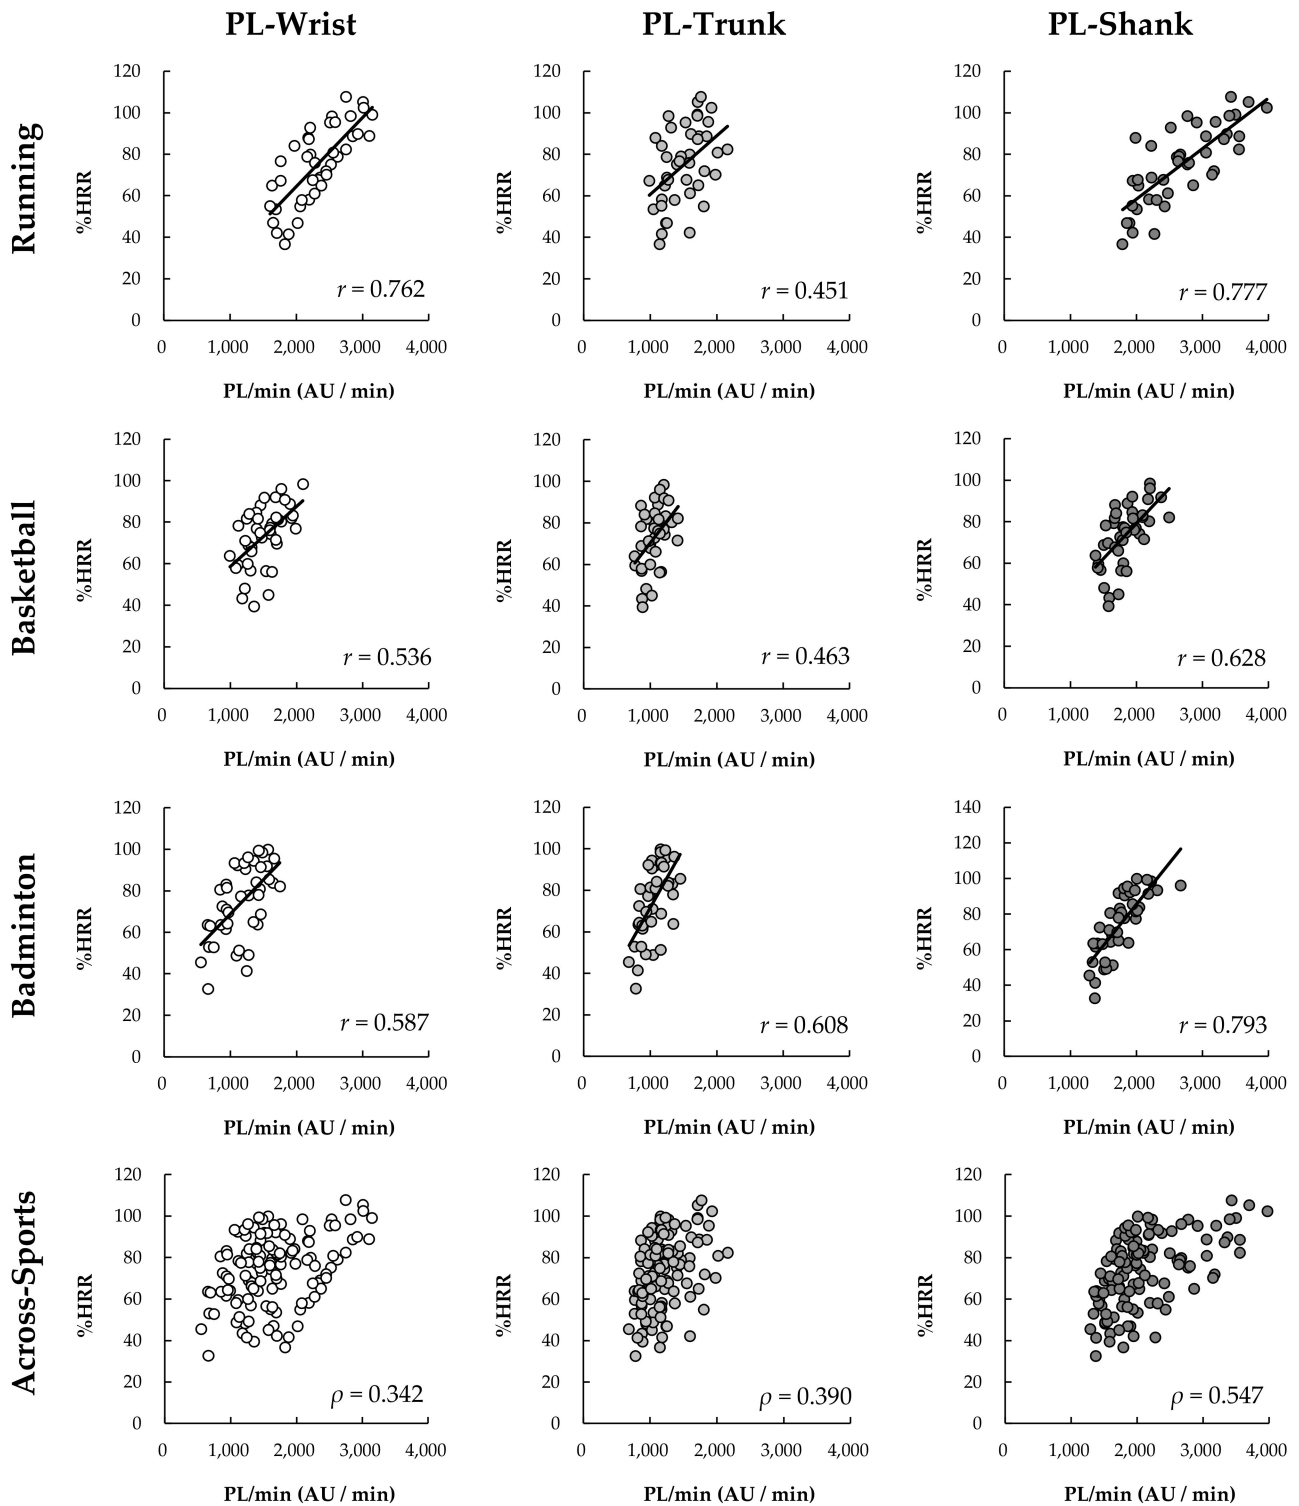 PL-Wrist PL-Trunk PL-Shank
Running
120 120 120
100 100 100
80 80 80
%HRR %HRR %HRR
60 60 60
40 40 40
20 20 20
r = 0.762 r = 0.451 r = 0.777
0 0 0
0 1,000 2,000 3,000 4,000 0 1,000 2,000 3,000 4,000 0 1,000 2,000 3,000 4,000
PL/min (AU / min) PL/min (AU / min) PL/min (AU / min)
Basketball
120 120 120
100 100 100
80 80 80
%HRR %HRR %HRR
60 60 60
40 40 40
20 20 20
r = 0.536 r = 0.463 r = 0.628
0 0 0
0 1,000 2,000 3,000 4,000 0 1,000 2,000 3,000 4,000 0 1,000 2,000 3,000 4,000
PL/min (AU / min) PL/min (AU / min) PL/min (AU / min)
Badminton
120 120 140
100 100 120
80 80 100
60 60 80
%HRR %HRR %HRR
40 40 60
20 20 40
0 0 20
r = 0.587 r = 0.608 r = 0.793
0
0 1,000 2,000 3,000 4,000 0 1,000 2,000 3,000 4,000 0 1,000 2,000 3,000 4,000
PL/min (AU / min) PL/min (AU / min) PL/min (AU / min)
Across-Sports
120 120 120
100 100 100
80 80 80
%HRR %HRR %HRR
60 60 60
40 40 40
20 20 20
ρ = 0.342 ρ = 0.390 ρ = 0.547
0 0 0
0 1,000 2,000 3,000 4,000 0 1,000 2,000 3,000 4,000 0 1,000 2,000 3,000 4,000
PL/min (AU / min) PL/min (AU / min) PL/min (AU / min)